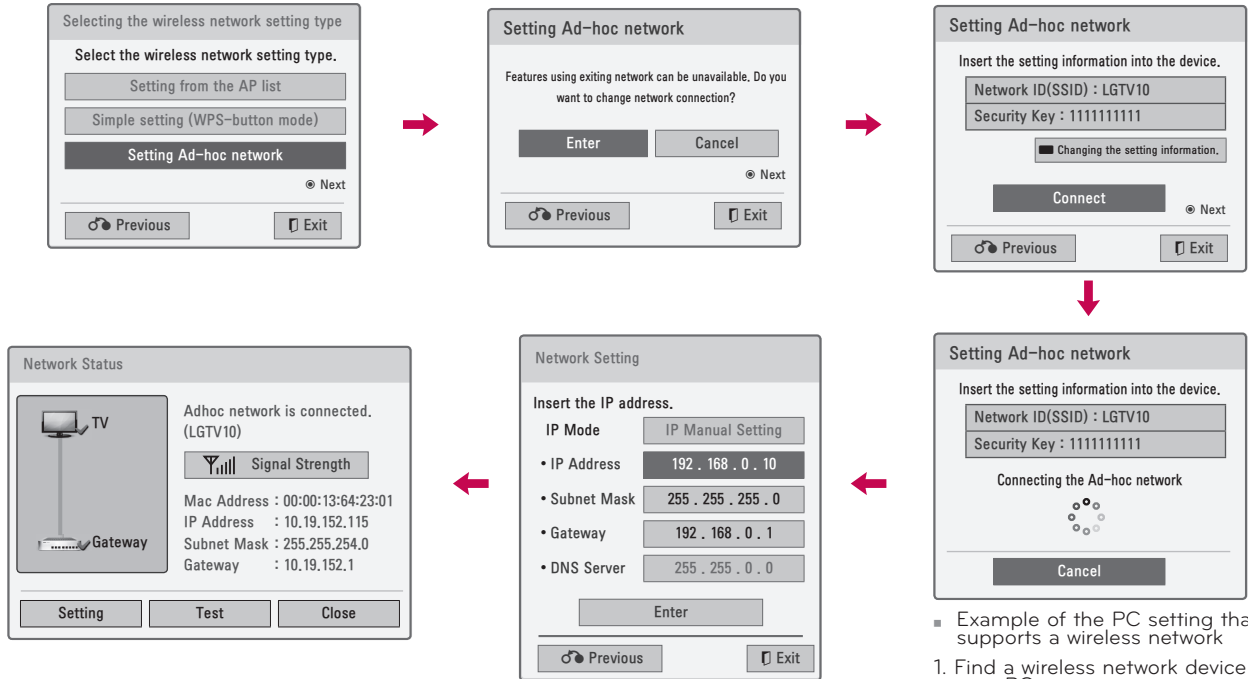 Selecting the wireless network setting type
Select the wireless network setting type.
Setting from the AP list
Simple setting (WPS-button mode)
Setting Ad-hoc network
Next
Previous
Exit
Setting Ad-hoc network
Features using exiting network can be unavailable. Do you
want to change network connection?
Enter Cancel
Next
Previous
Exit
Setting Ad-hoc network
Insert the setting information into the device.
Network ID(SSID) : LGTV10
Security Key : 1111111111
Changing the setting information.
Connect
Next
Previous
Exit
Setting Ad-hoc network
Insert the setting information into the device.
Network ID(SSID) : LGTV10
Security Key : 1111111111
Connecting the Ad-hoc network
Cancel
Network Setting
Insert the IP address.
IP Mode IP Manual Setting
• IP Address 192 . 168 . 0 . 10
• Subnet Mask 255 . 255 . 255 . 0
• Gateway 192 . 168 . 0 . 1
• DNS Server 255 . 255 . 0 . 0
Enter
Previous
Exit
Network Status
TV
Gateway
Adhoc network is connected.
(LGTV10)
Signal Strength
Mac Address : 00:00:13:64:23:01
IP Address : 10.19.152.115
Subnet Mask : 255.255.254.0
Gateway : 10.19.152.1
Setting Test Close
Example of the PC setting
supports a wireless network
1. Find a wireless network device